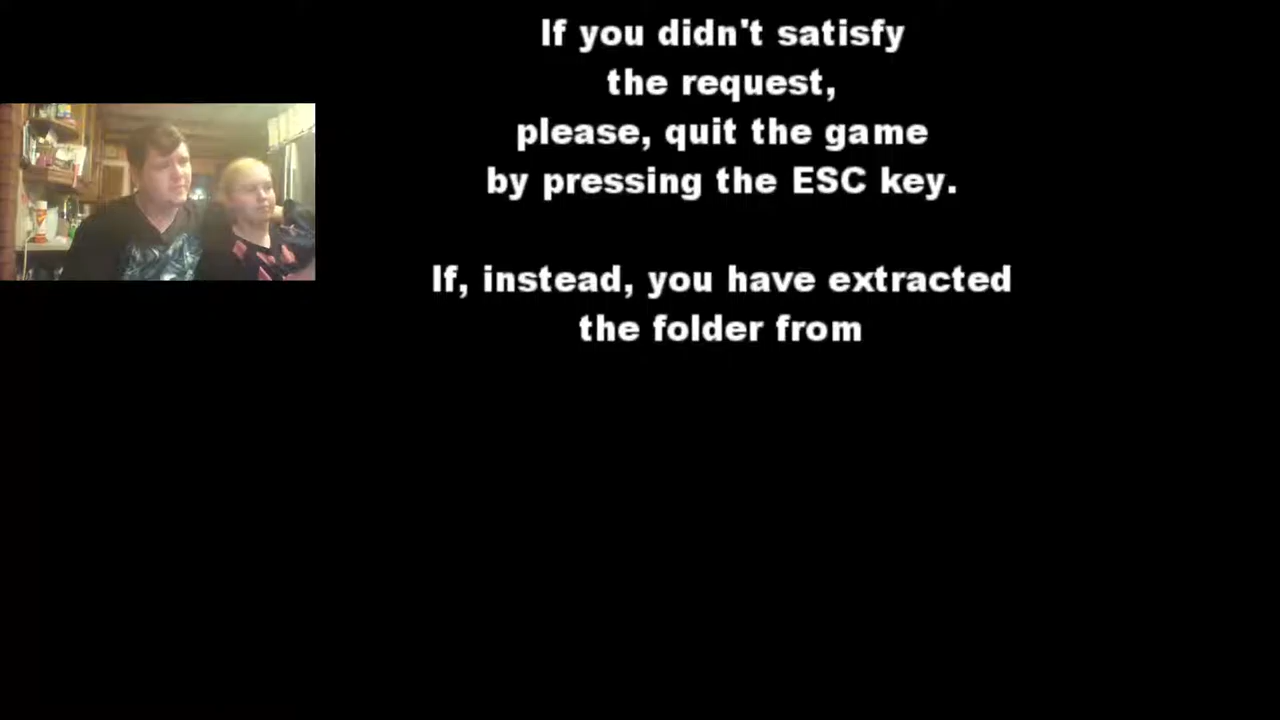 If you didn't satisfy
the request,
please, quit the game
by pressing the ESC key.
If, instead, you have extracted
the folder from